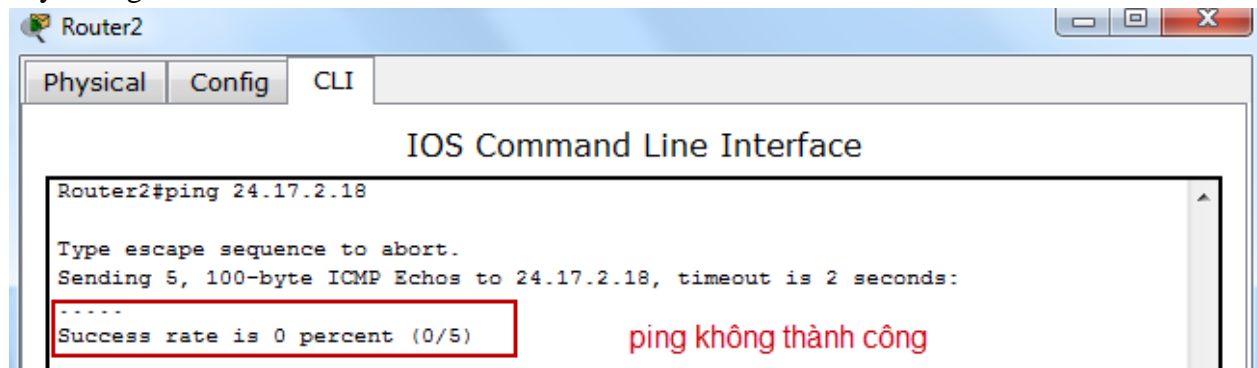 Router2
Physical Config CLI
IOS Command Line Interface
Router2#ping 24.17.2.18
Type escape sequence to abort.
Sending 5, 100-byte ICMP Echos to 24.17.2.18, timeout is 2 seconds:
.....
Success rate is 0 percent (0/5)
ping không thành công